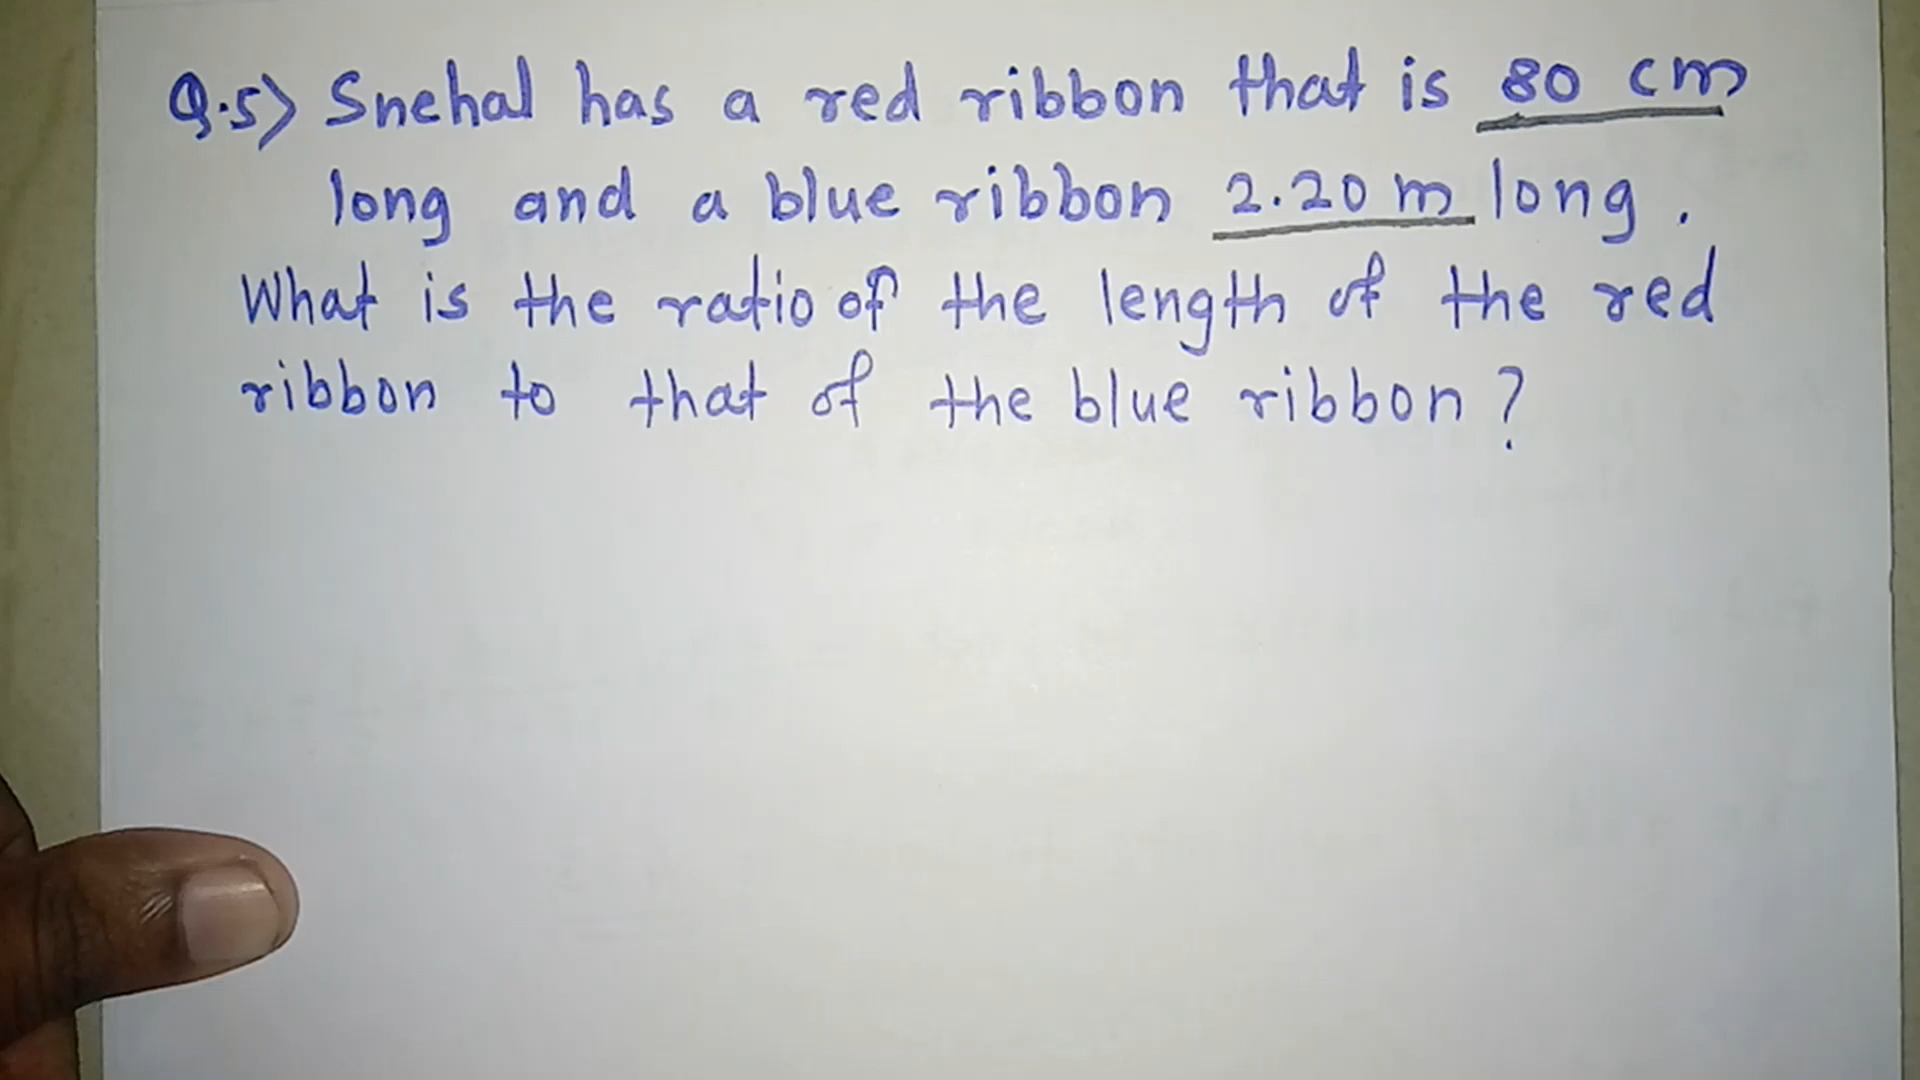 Q.5) Snehal has a red ribbon that is 80 cm
long and a blue ribbon 2.20 m long.
What is the ratio of the length of the red
ribbon to that of the blue ribbon?